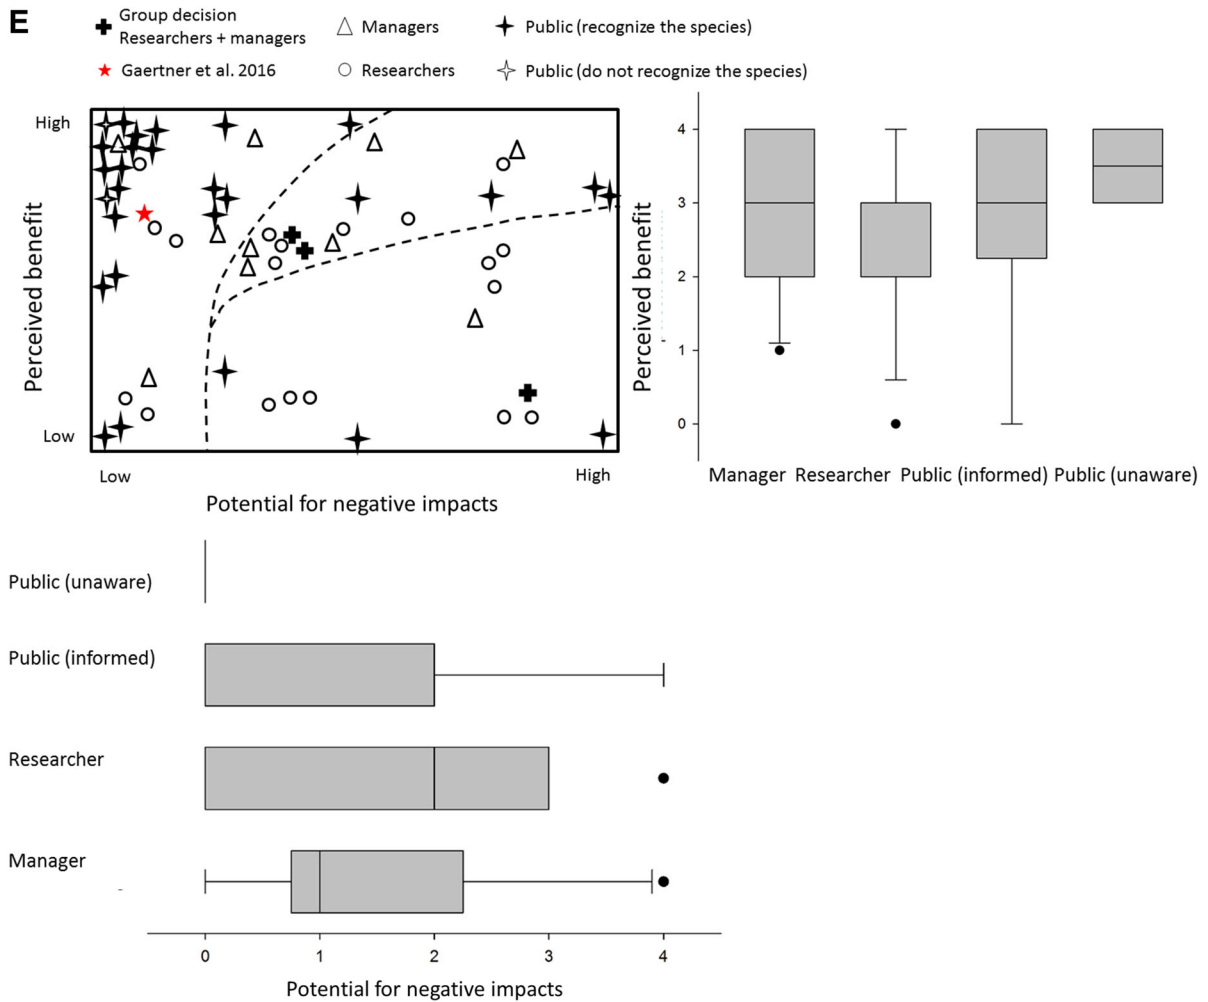 E
Group decision
Researchers + managers
Managers
Public (recognize the species)
Gaertner et al. 2016
Researchers
Public (do not recognize the species)
High
Perceived benefit
Low
Low
High
Potential for negative impacts
4
3
2
1
0
Perceived benefit
Manager Researcher Public (informed) Public (unaware)
Public (unaware)
Public (informed)
Researcher
Manager
0 1 2 3 4
Potential for negative impacts